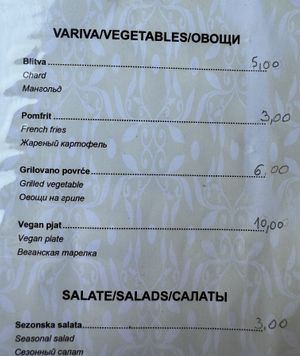 VARIVA/VEGETABLES/ОВОЩИ
Blitva 5,00
Chard
Мангольд
Pomfrit 3,00
French fries
Жареный картофель
Grilovano povrće 6,00
Grilled vegetable
Овощи на гриле
Vegan pjat 10,00
Vegan plate
Веганская тарелка
SALATE/SALADS/САЛАТЫ
Sezonska salata 3,00
Seasonal salad
Сезонный салат